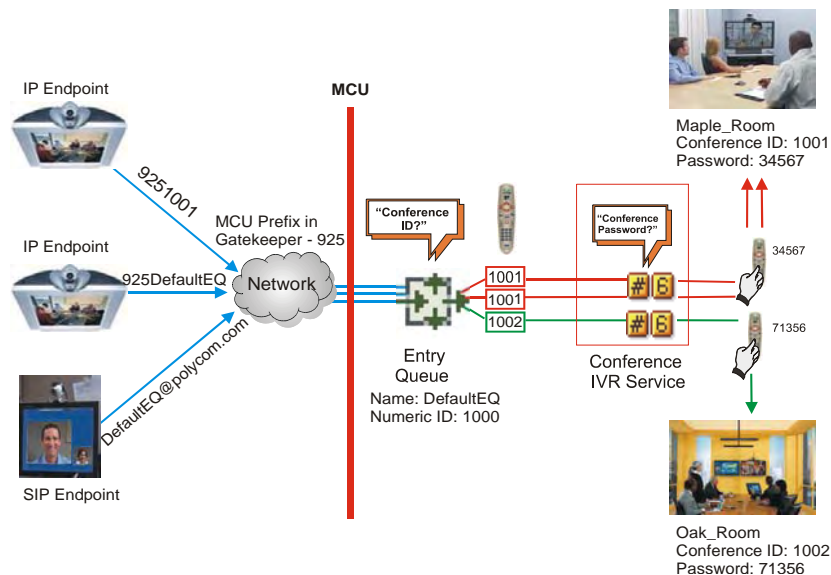 IP Endpoint
9251001
IP Endpoint
925DefaultEQ
DefaultEQ@polycom.com
SIP Endpoint
MCU Prefix in
Gatekeeper - 925
Network
MCU
"Conference
ID?"
Entry
Queue
Name: DefaultEQ
Numeric ID: 1000
1001
1001
1002
"Conference
Password?"
# 6
# 6
Conference
IVR Service
34567
71356
Maple_Room
Conference ID: 1001
Password: 34567
Oak_Room
Conference ID: 1002
Password: 71356